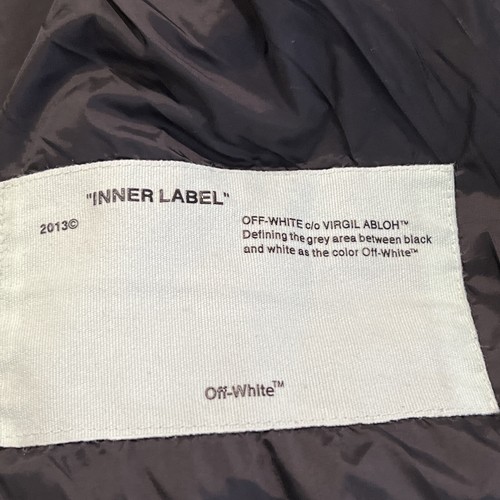 "INNER LABEL"
2013©
OFF-WHITE c/o VIRGIL ABLOH™
Defining the grey area between black
and white as the color Off-White™
Off-White™